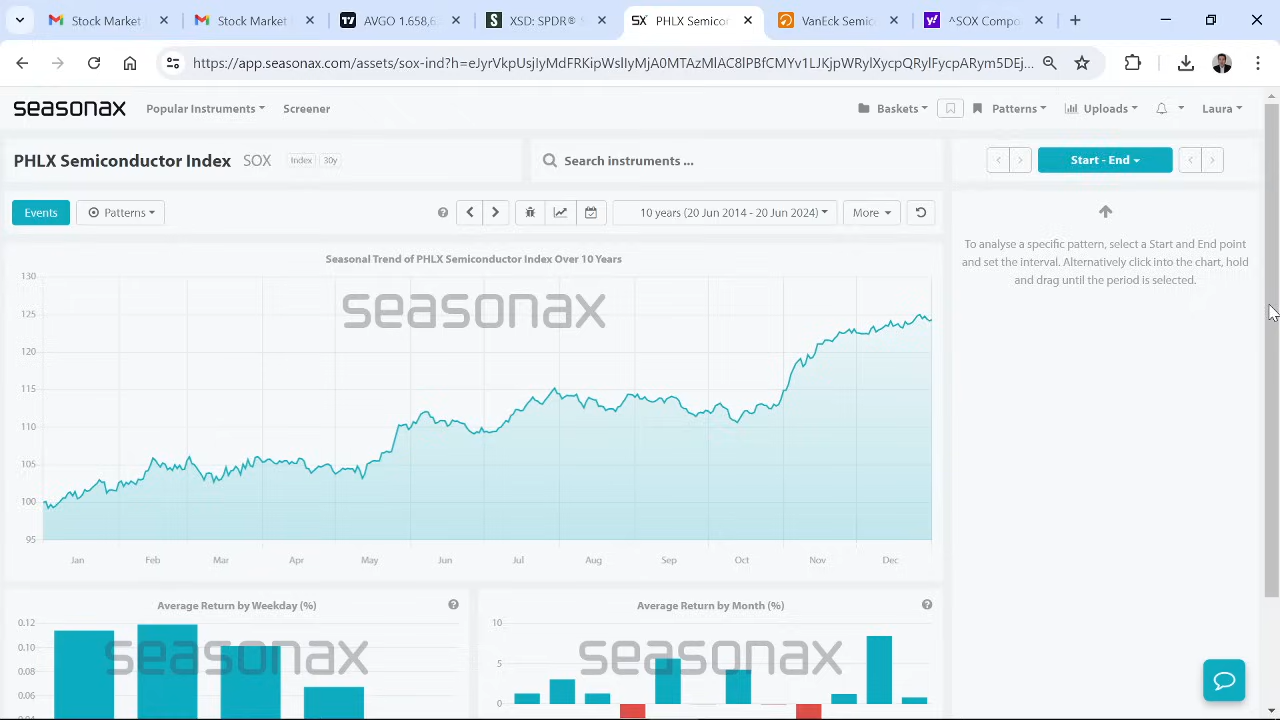 Stock Market
Stock Market
AVGO 1.658,6
XSD: SPDR®
PHLX Semicon
VanEck Semic
^SOX Compo
https://app.seasonax.com/assets/sox-ind?h=
seasonax
Popular Instruments
Screener
Baskets
Patterns
Uploads
Laura
PHLX Semiconductor Index SOX Index 30y
Search instruments ...
Start - End
Events
Patterns
10 years (20 Jun 2014 - 20 Jun 2024)
More
To analyse a specific pattern, select a Start and End point
and set the interval. Alternatively click into the chart, hold
and drag until the period is selected.
Seasonal Trend of PHLX Semiconductor Index Over 10 Years
seasonax
130
125
120
115
110
105
100
95
Jan Feb Mar Apr May Jun Jul Aug Sep Oct Nov Dec
Average Return by Weekday (%)
seasonax
0.12
0.10
0.08
0.06
Average Return by Month (%)
seasonax
10
5
0